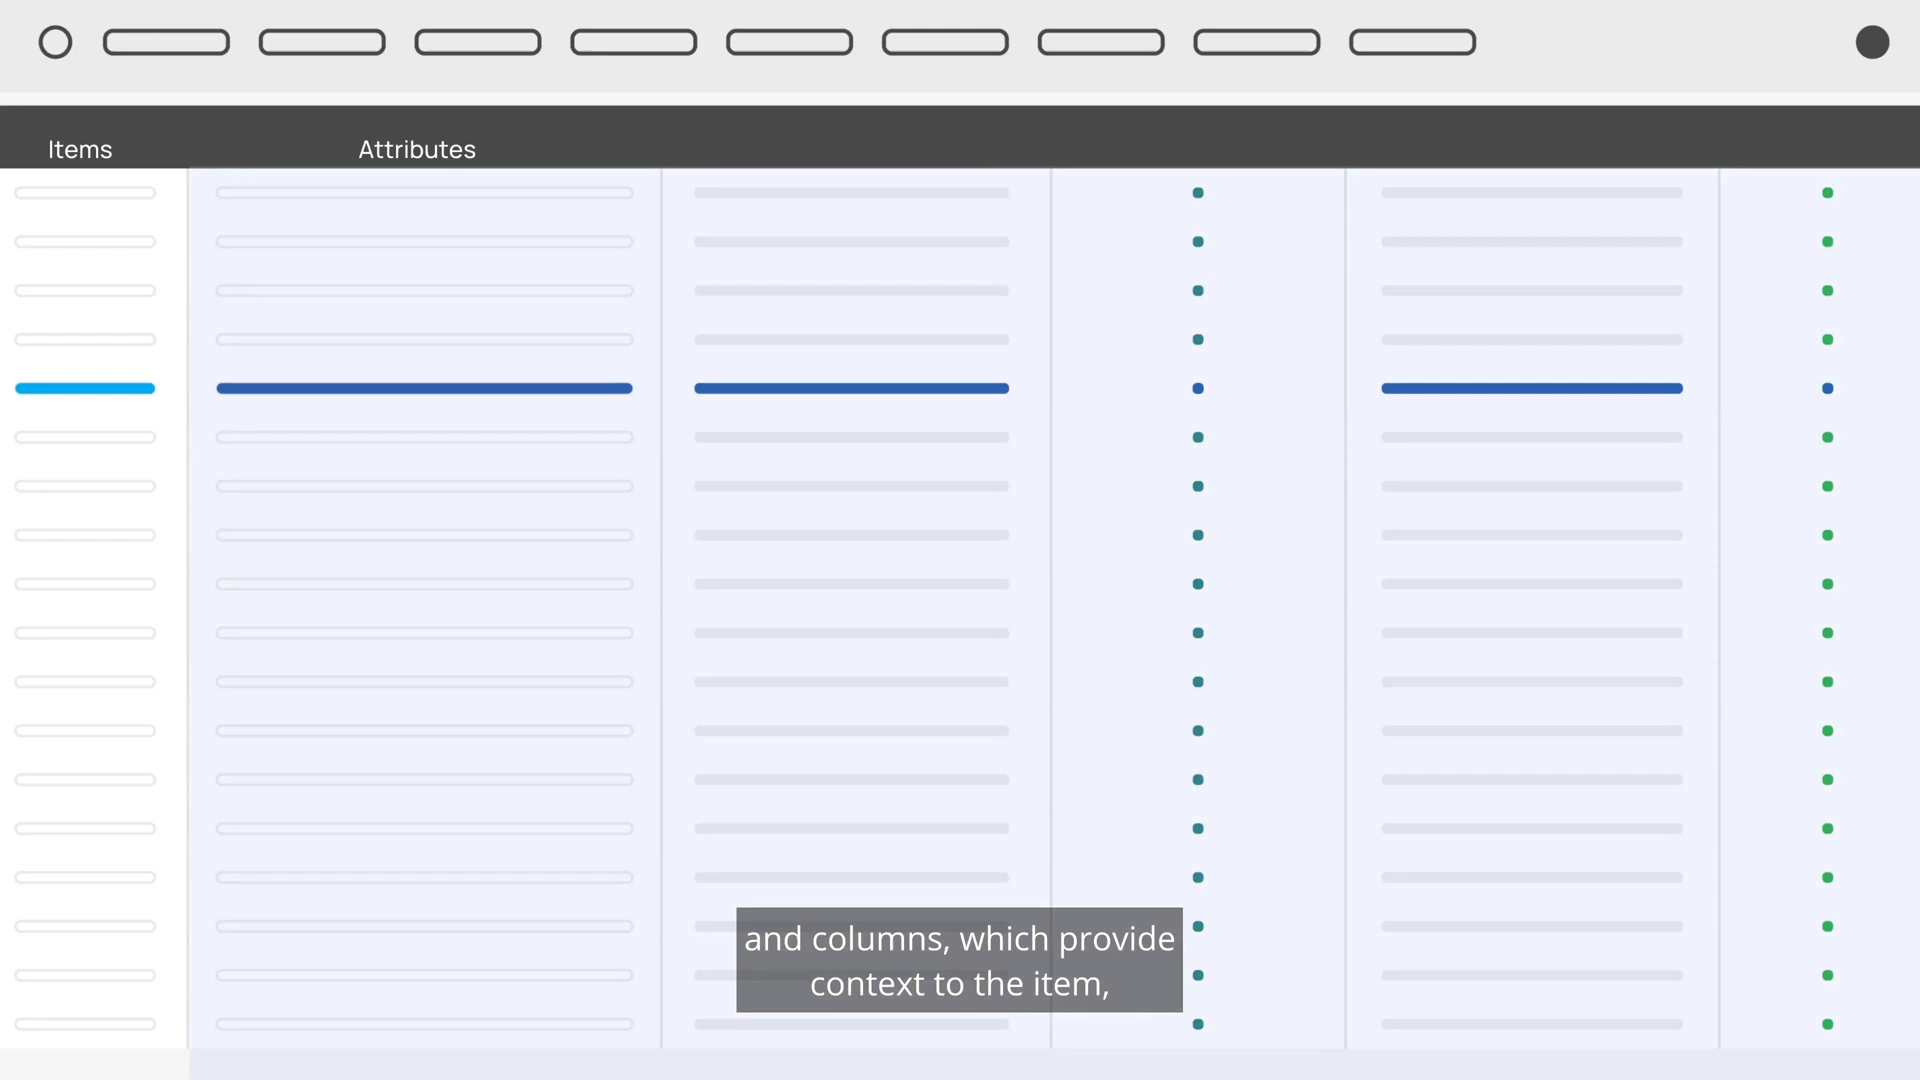 Items
Attributes
and columns, which provide
context to the item,